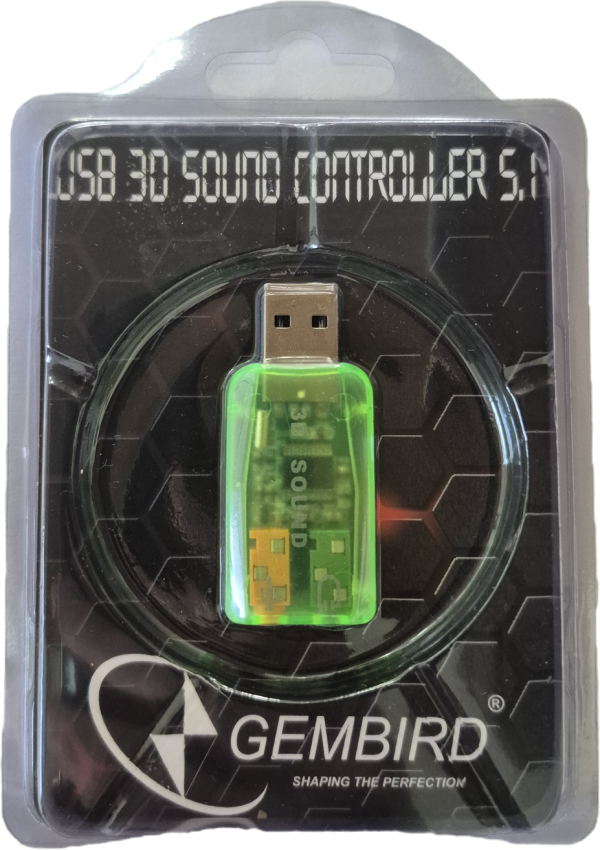 USB 3D SOUND CONTROLLER 5.1
3D SOUND
GEMBIRD®
SHAPING THE PERFECTION